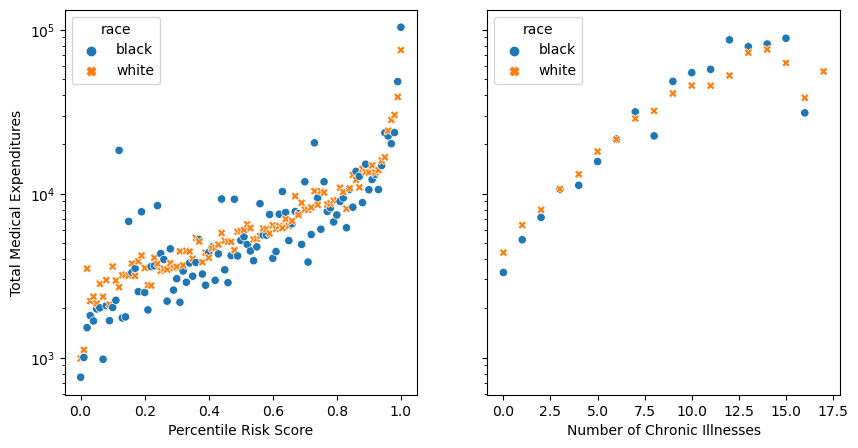 Total Medical Expenditures
10^5
10^4
10^3
race
black
white
0.0 0.2 0.4 0.6 0.8 1.0
Percentile Risk Score
race
black
white
0.0 2.5 5.0 7.5 10.0 12.5 15.0 17.5
Number of Chronic Illnesses